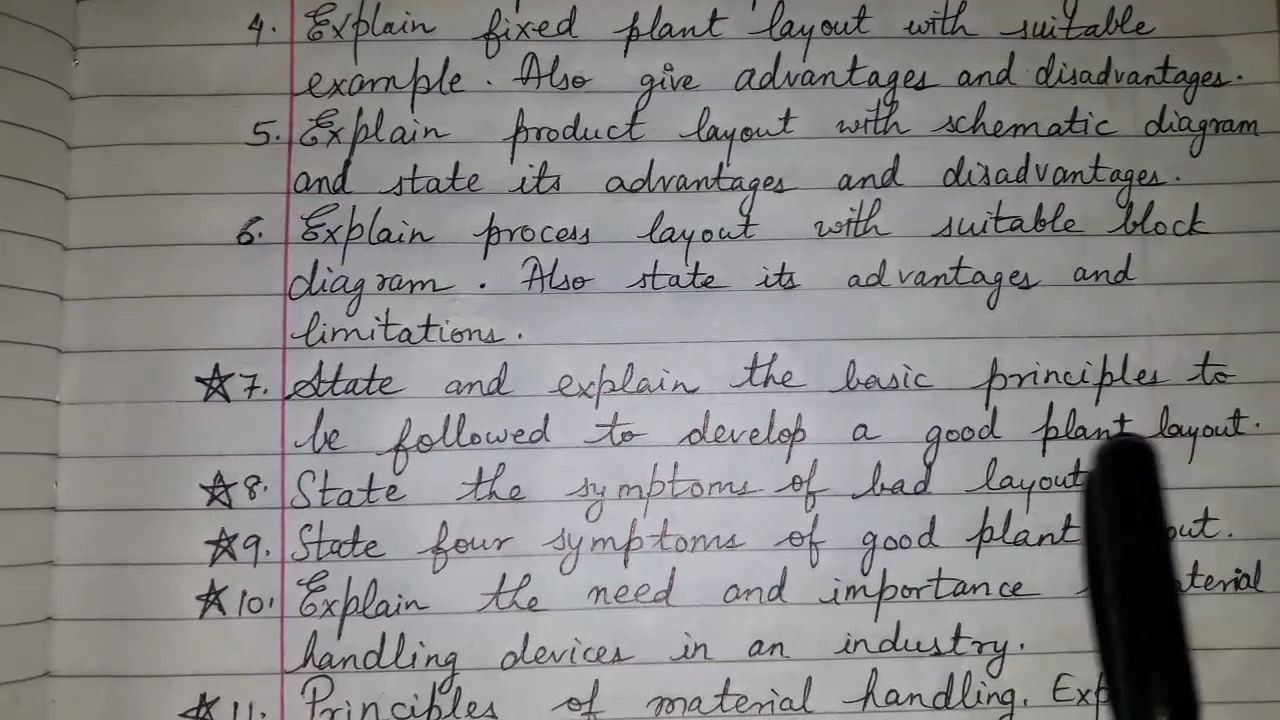 4. Explain fixed plant layout with suitable
example. Also give advantages and disadvantages.
5. Explain product layout with schematic diagram
and state its advantages and disadvantages.
6. Explain process layout with suitable block
diagram. Also state its advantages and
limitations.
☆7. State and explain the basic principles to
be followed to develop a good plant layout.
☆8. State the symptoms of bad layout
☆9. State four symptoms of good plant out.
☆10. Explain the need and importance terial
handling devices in an industry.
☆11. Principles of material handling. Exp